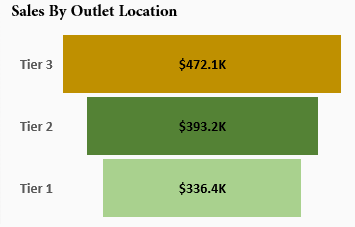 Sales By Outlet Location
Tier 3 $472.1K
Tier 2 $393.2K
Tier 1 $336.4K